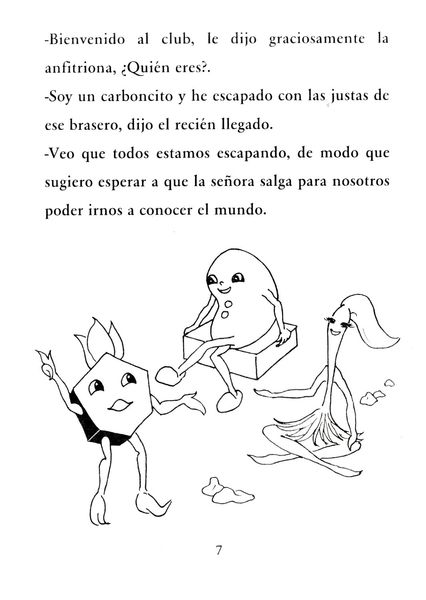 -Bienvenido al club, le dijo graciosamente la
anfitriona, ¿Quién eres?.
-Soy un carboncito y he escapado con las justas de
ese brasero, dijo el recién llegado.
-Veo que todos estamos escapando, de modo que
sugiero esperar a que la señora salga para nosotros
poder irnos a conocer el mundo.
7